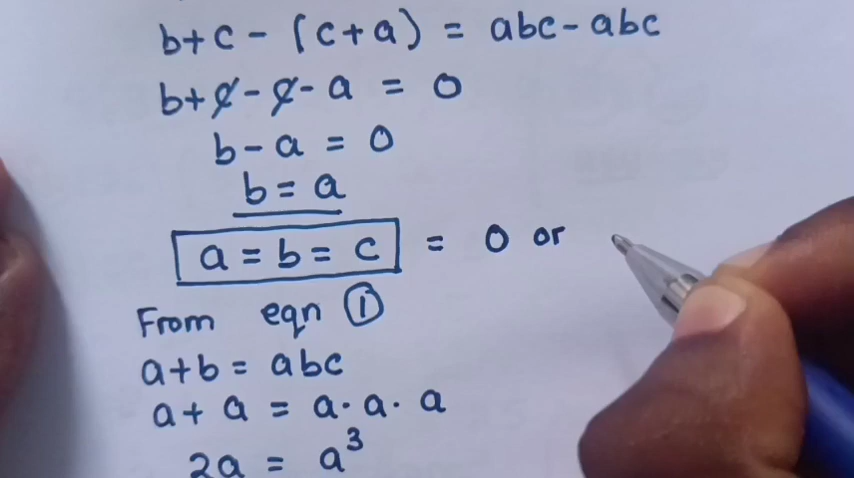 b+c - (c+a) = abc - abc
b+c-c-a = 0
b-a = 0
b = a
a = b = c = 0 or
From eqn ①
a+b = abc
a+a = a·a·a
2a = a³